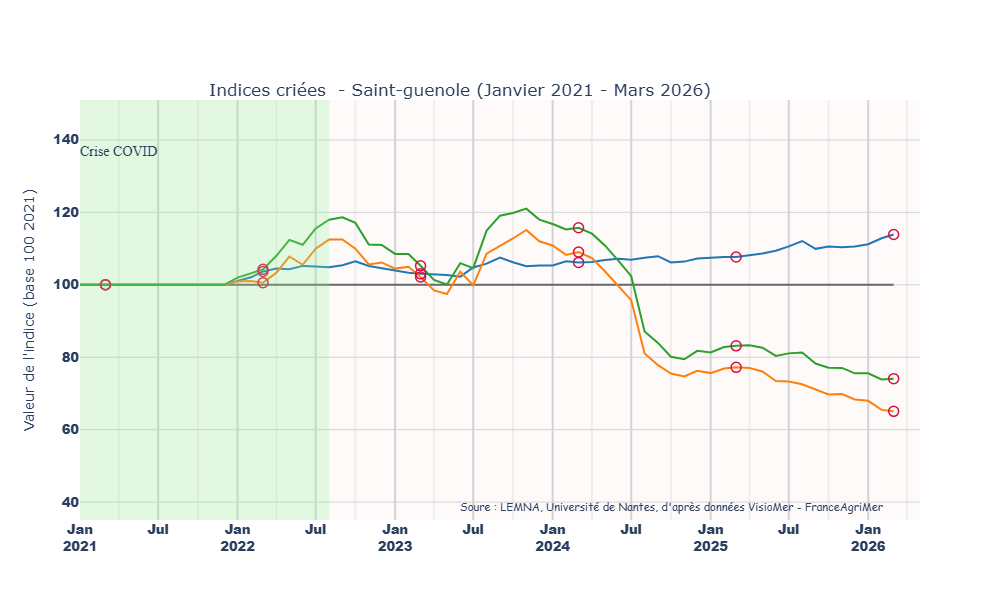 Indices criées  - Saint-guenole (Janvier 2021 - Mars 2026)
Valeur de l'indice (base 100 2021)
140
Crise COVID
120
100
80
60
40
Soure : LEMNA, Université de Nantes, d'après données VisioMer - FranceAgriMer
Jan Jul Jan Jul Jan Jul Jan Jul Jan Jul Jan
2021 2022 2023 2024 2025 2026